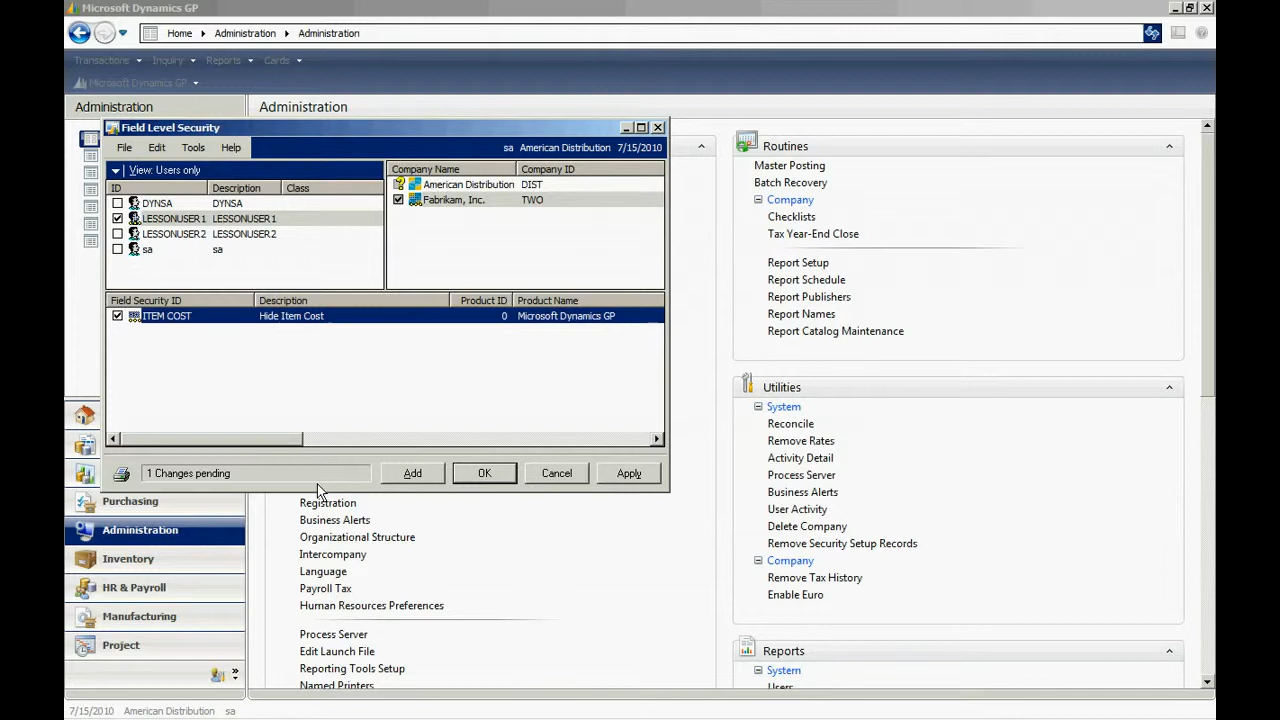 Microsoft Dynamics GP
Home Administration Administration
Transactions Inquiry Reports Cards
Microsoft Dynamics GP
Administration
Administration
Field Level Security
File Edit Tools Help
sa American Distribution 7/15/2010
View: Users only
ID Description Class
DYNSA DYNSA
LESSONUSER1 LESSONUSER1
LESSONUSER2 LESSONUSER2
sa sa
Company Name Company ID
American Distribution DIST
Fabrikam, Inc. TWO
Field Security ID Description Product ID Product Name
ITEM COST Hide Item Cost 0 Microsoft Dynamics GP
1 Changes pending
Add OK Cancel Apply
Purchasing
Administration
Inventory
HR & Payroll
Manufacturing
Project
Registration
Business Alerts
Organizational Structure
Intercompany
Language
Payroll Tax
Human Resources Preferences
Process Server
Edit Launch File
Reporting Tools Setup
Named Printers
Routines
Master Posting
Batch Recovery
Company
Checklists
Tax Year-End Close
Report Setup
Report Schedule
Report Publishers
Report Names
Report Catalog Maintenance
Utilities
System
Reconcile
Remove Rates
Activity Detail
Process Server
Business Alerts
User Activity
Delete Company
Remove Security Setup Records
Company
Remove Tax History
Enable Euro
Reports
System
Users
7/15/2010 American Distribution sa